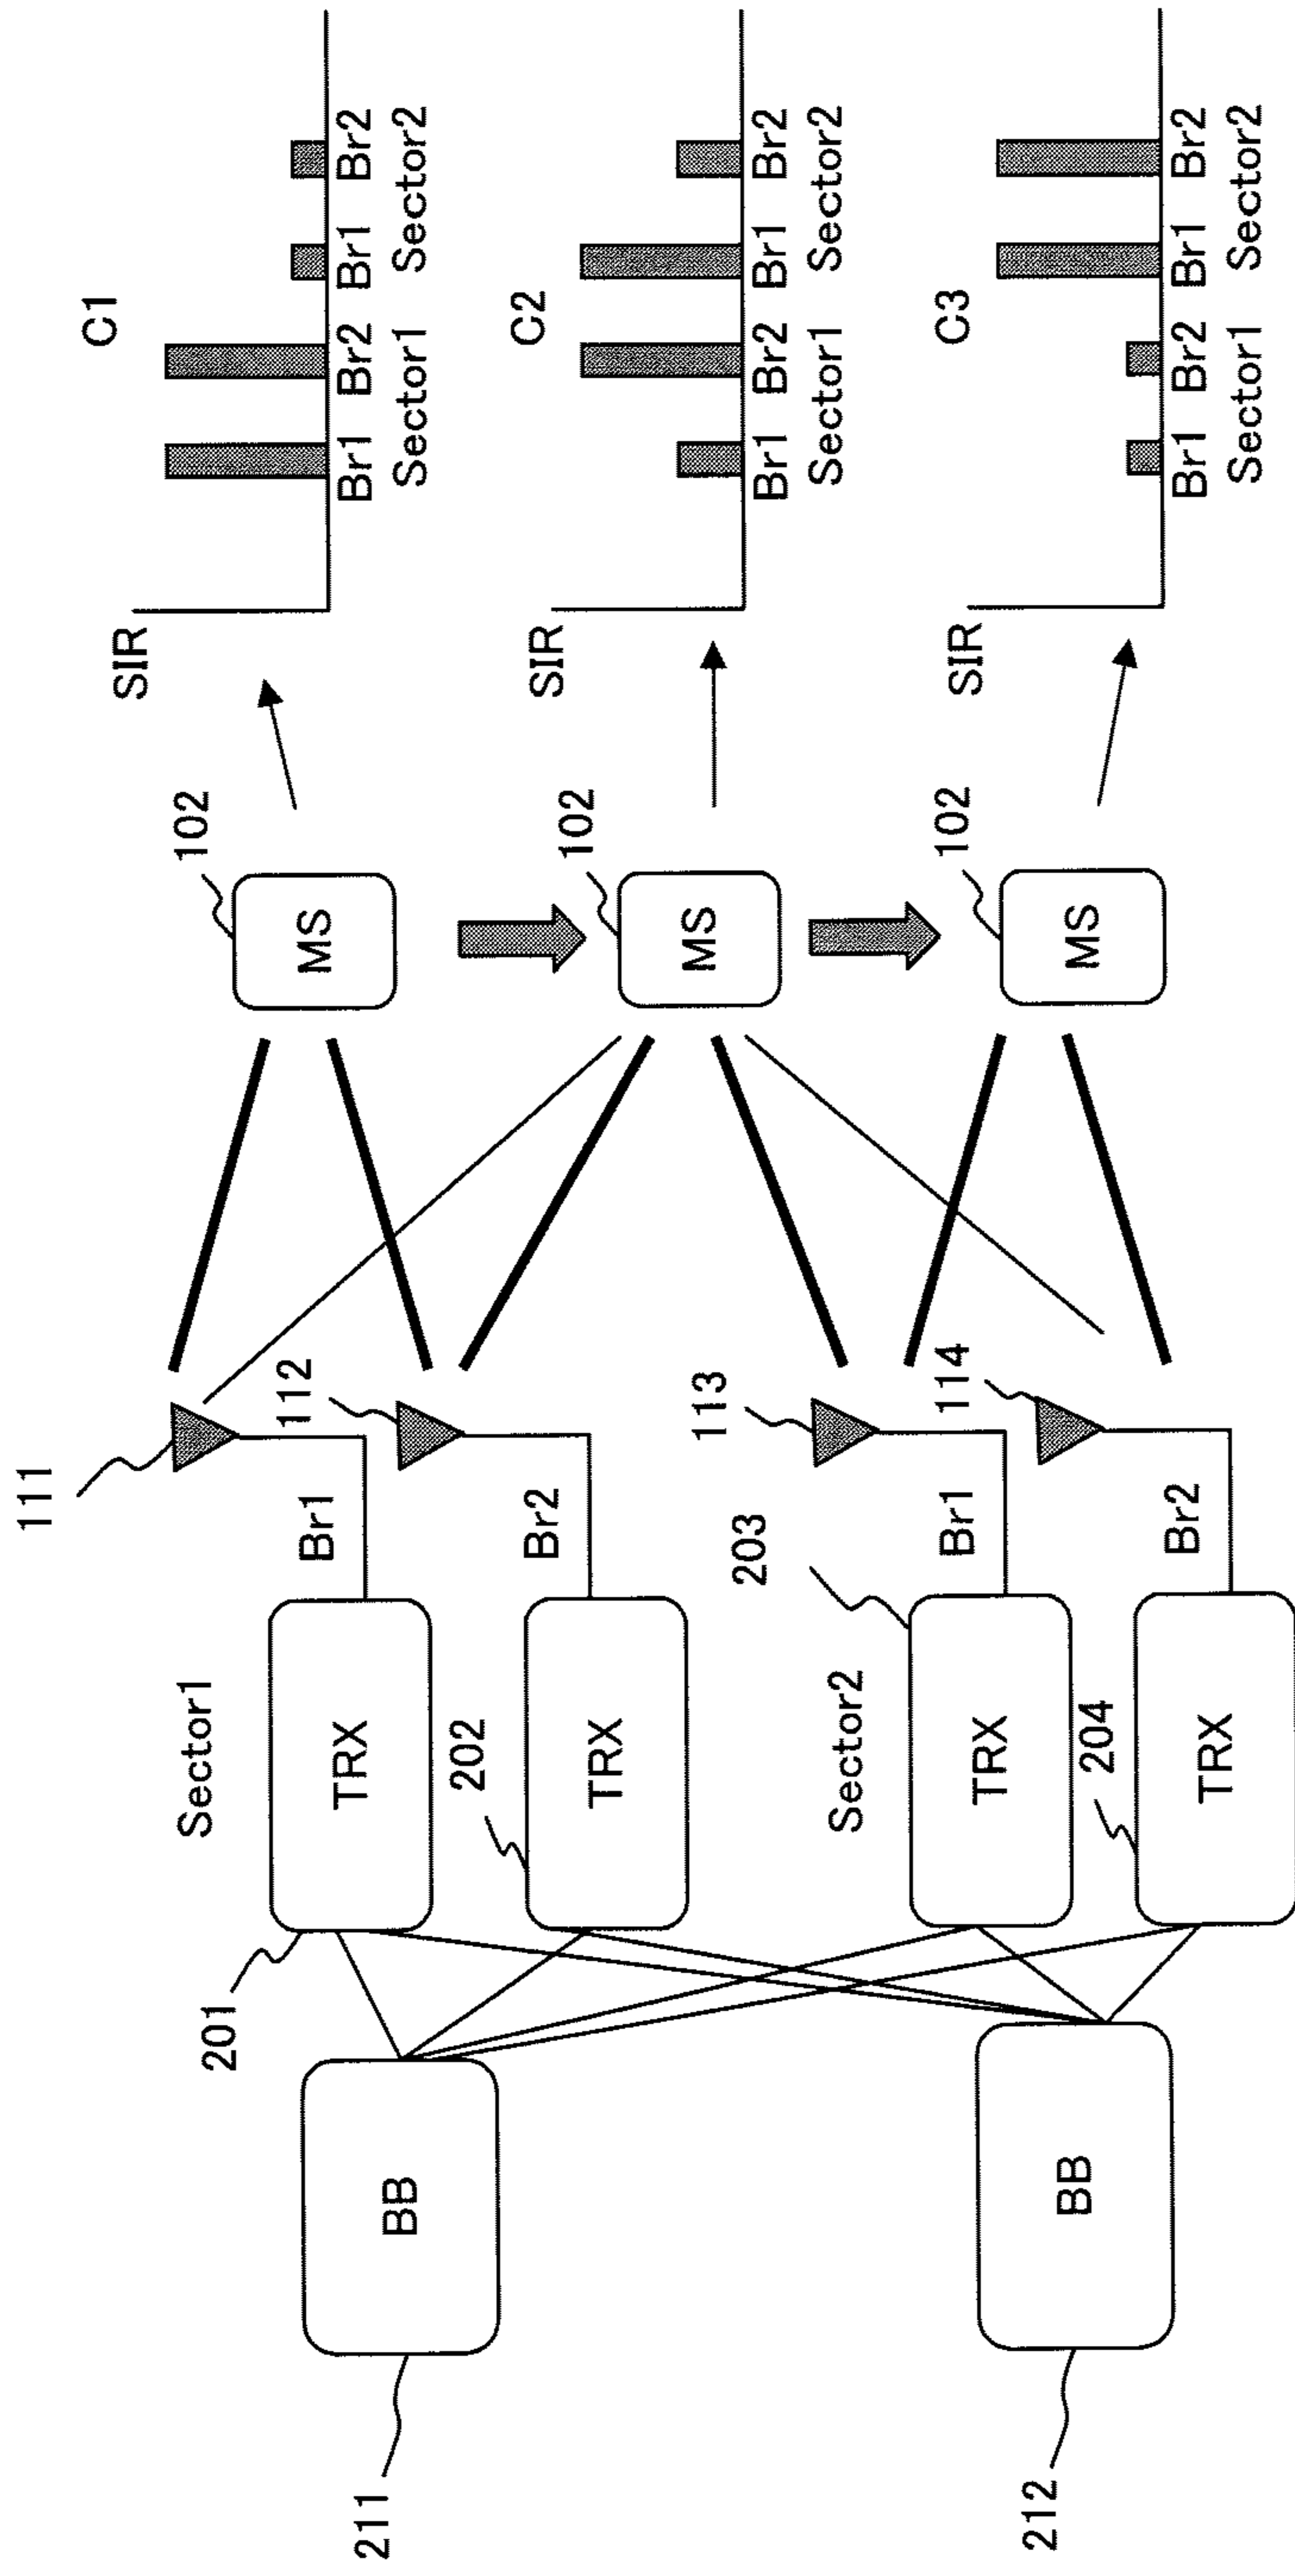 111
Br1
Sector1
TRX
201
112
Br2
202
TRX
113
203
Br1
Sector2
TRX
114
Br2
204
TRX
BB
211
BB
212
102
MS
102
MS
102
MS
C1
SIR
Br1 Br2 Br1 Br2
Sector1 Sector2
C2
SIR
Br1 Br2 Br1 Br2
Sector1 Sector2
C3
SIR
Br1 Br2 Br1 Br2
Sector1 Sector2